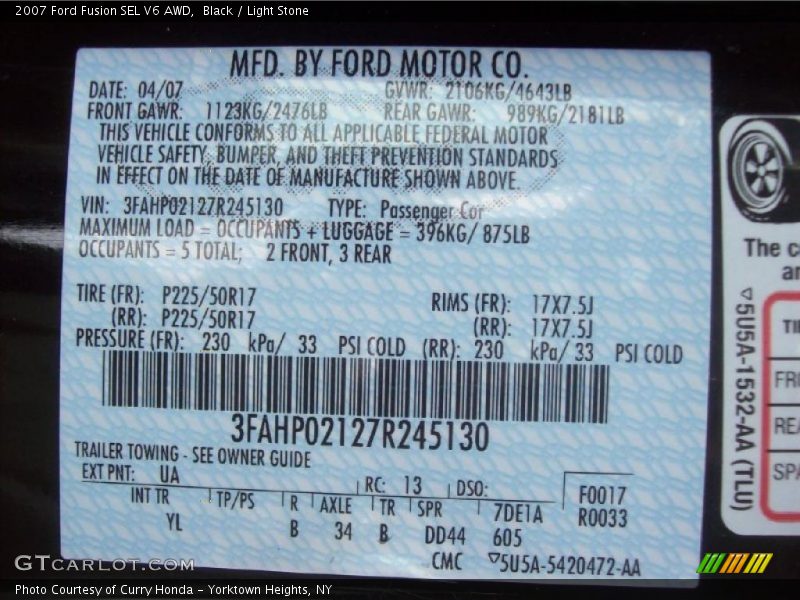 2007 Ford Fusion SEL V6 AWD,  Black / Light Stone
MFD. BY FORD MOTOR CO.
DATE: 04/07 GVWR: 2106KG/4643LB
FRONT GAWR: 1123KG/2476LB REAR GAWR: 989KG/2181LB
THIS VEHICLE CONFORMS TO ALL APPLICABLE FEDERAL MOTOR
VEHICLE SAFETY, BUMPER, AND THEFT PREVENTION STANDARDS
IN EFFECT ON THE DATE OF MANUFACTURE SHOWN ABOVE.
VIN: 3FAHP02127R245130 TYPE: Passenger Car
MAXIMUM LOAD = OCCUPANTS + LUGGAGE = 396KG/ 875LB
OCCUPANTS = 5 TOTAL; 2 FRONT, 3 REAR
TIRE (FR): P225/50R17 RIMS (FR): 17X7.5J
(RR): P225/50R17 (RR): 17X7.5J
PRESSURE (FR): 230 kPa/ 33 PSI COLD (RR): 230 kPa/ 33 PSI COLD
3FAHP02127R245130
TRAILER TOWING - SEE OWNER GUIDE
EXT PNT: UA RC: 13 DSO: F0017
INT TR TP/PS R AXLE TR SPR 7DE1A R0033
YL B 34 B DD44 605
CMC 5U5A-5420472-AA
The c
an
5U5A-1532-AA (TLU)
TI
FR
REA
SPA
GTCARLOT.COM
Photo Courtesy of Curry Honda - Yorktown Heights, NY